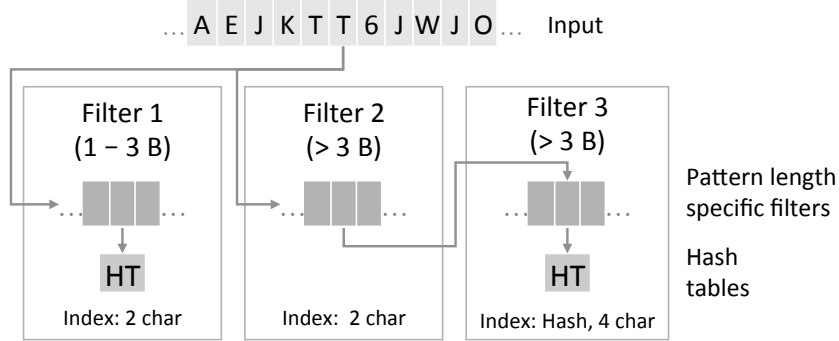 ... A E J K T T 6 J W J O ... Input
Filter 1
(1 – 3 B)
... ...
HT
Index: 2 char
Filter 2
(> 3 B)
... ...
Index: 2 char
Filter 3
(> 3 B)
... ...
HT
Index: Hash, 4 char
Pattern length
specific filters
Hash
tables